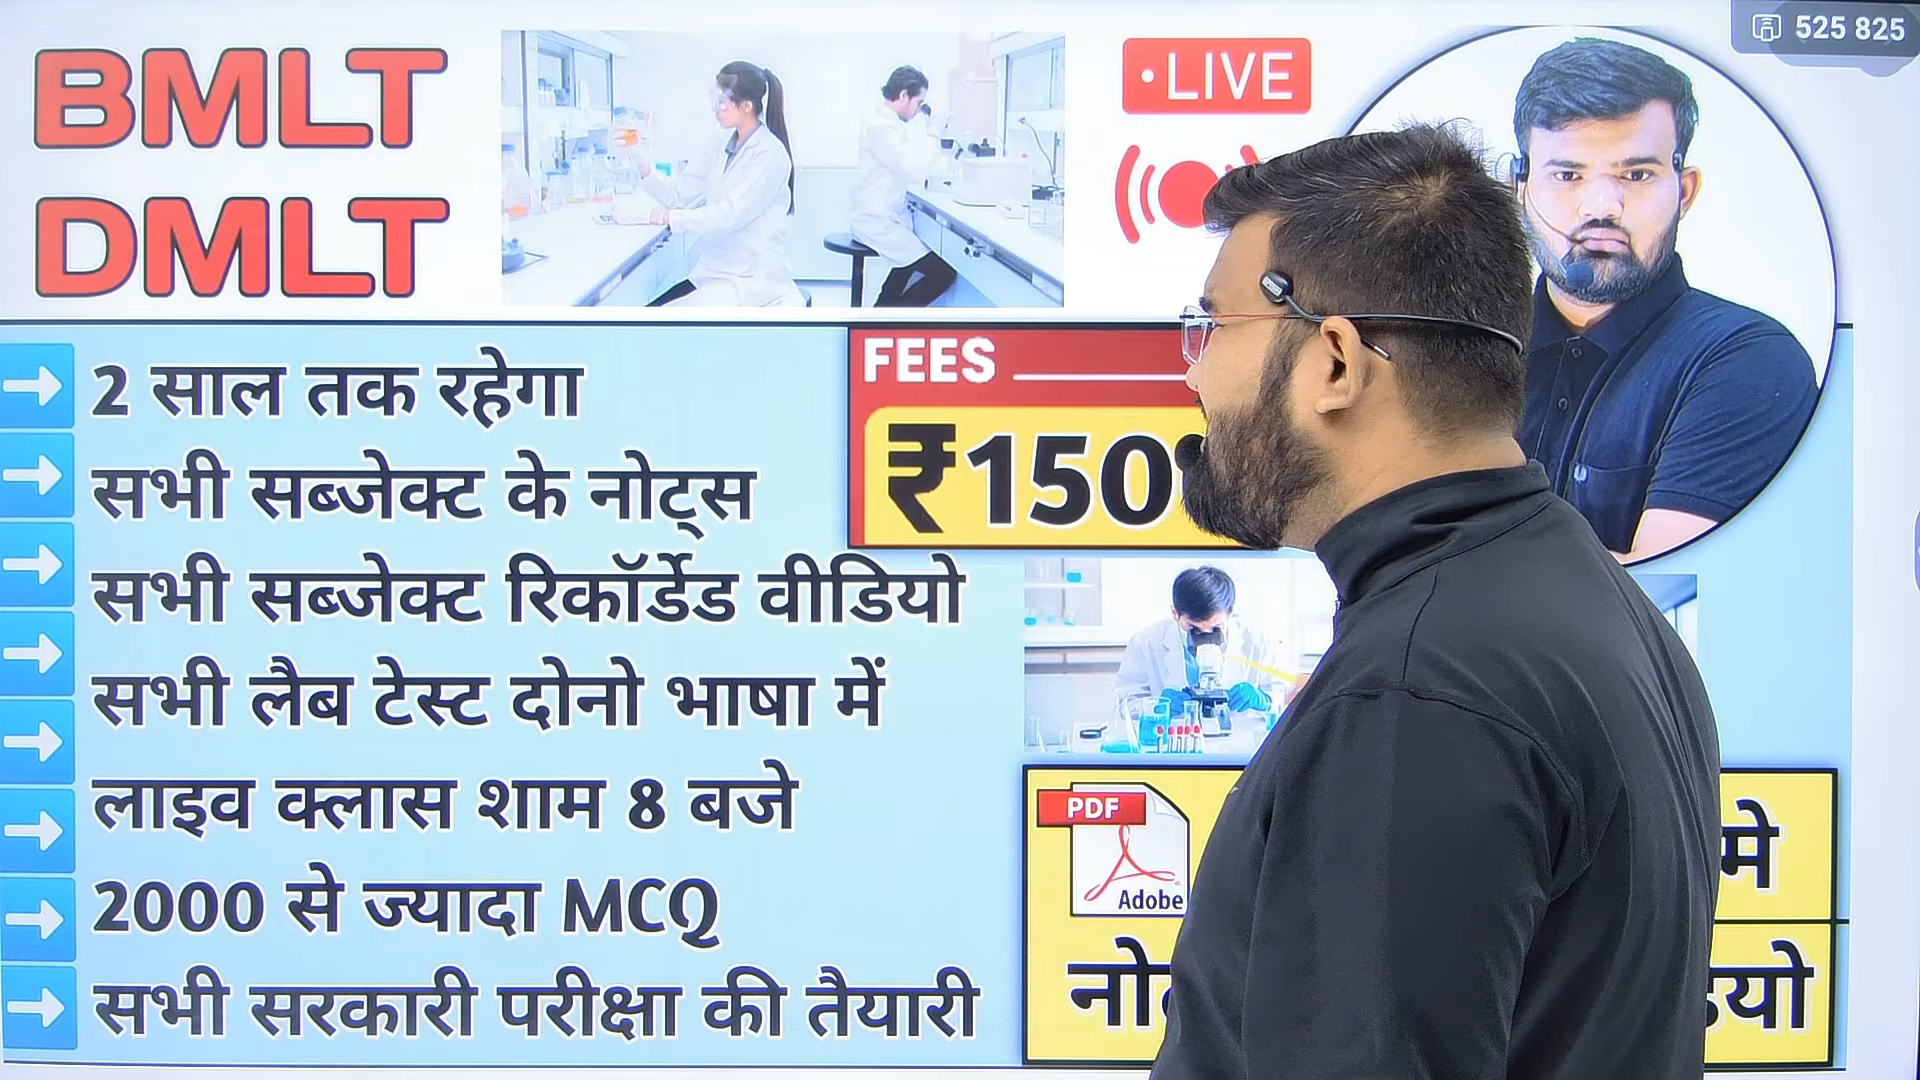 525 825
BMLT
DMLT
LIVE
2 साल तक रहेगा
सभी सब्जेक्ट के नोट्स
सभी सब्जेक्ट रिकॉर्डेड वीडियो
सभी लैब टेस्ट दोनो भाषा में
लाइव क्लास शाम 8 बजे
2000 से ज्यादा MCQ
सभी सरकारी परीक्षा की तैयारी
FEES
₹150
PDF
Adobe
मे